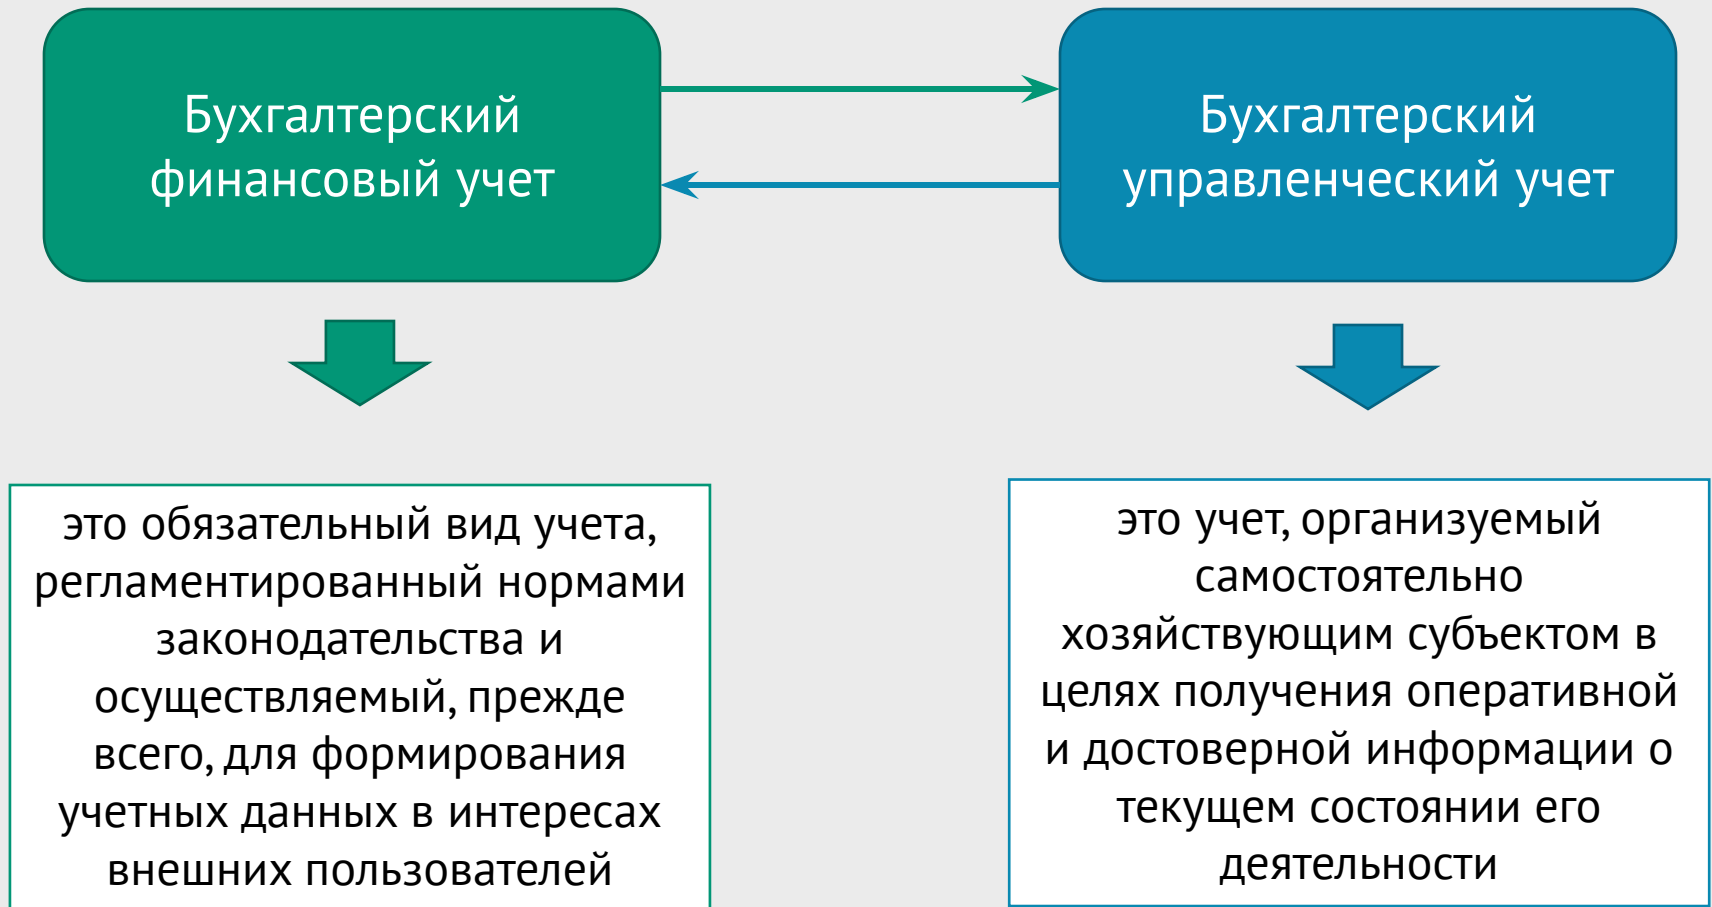 Бухгалтерский
финансовый учет
Бухгалтерский
управленческий учет
это обязательный вид учета,
регламентированный нормами
законодательства и
осуществляемый, прежде
всего, для формирования
учетных данных в интересах
внешних пользователей
это учет, организуемый
самостоятельно
хозяйствующим субъектом в
целях получения оперативной
и достоверной информации о
текущем состоянии его
деятельности